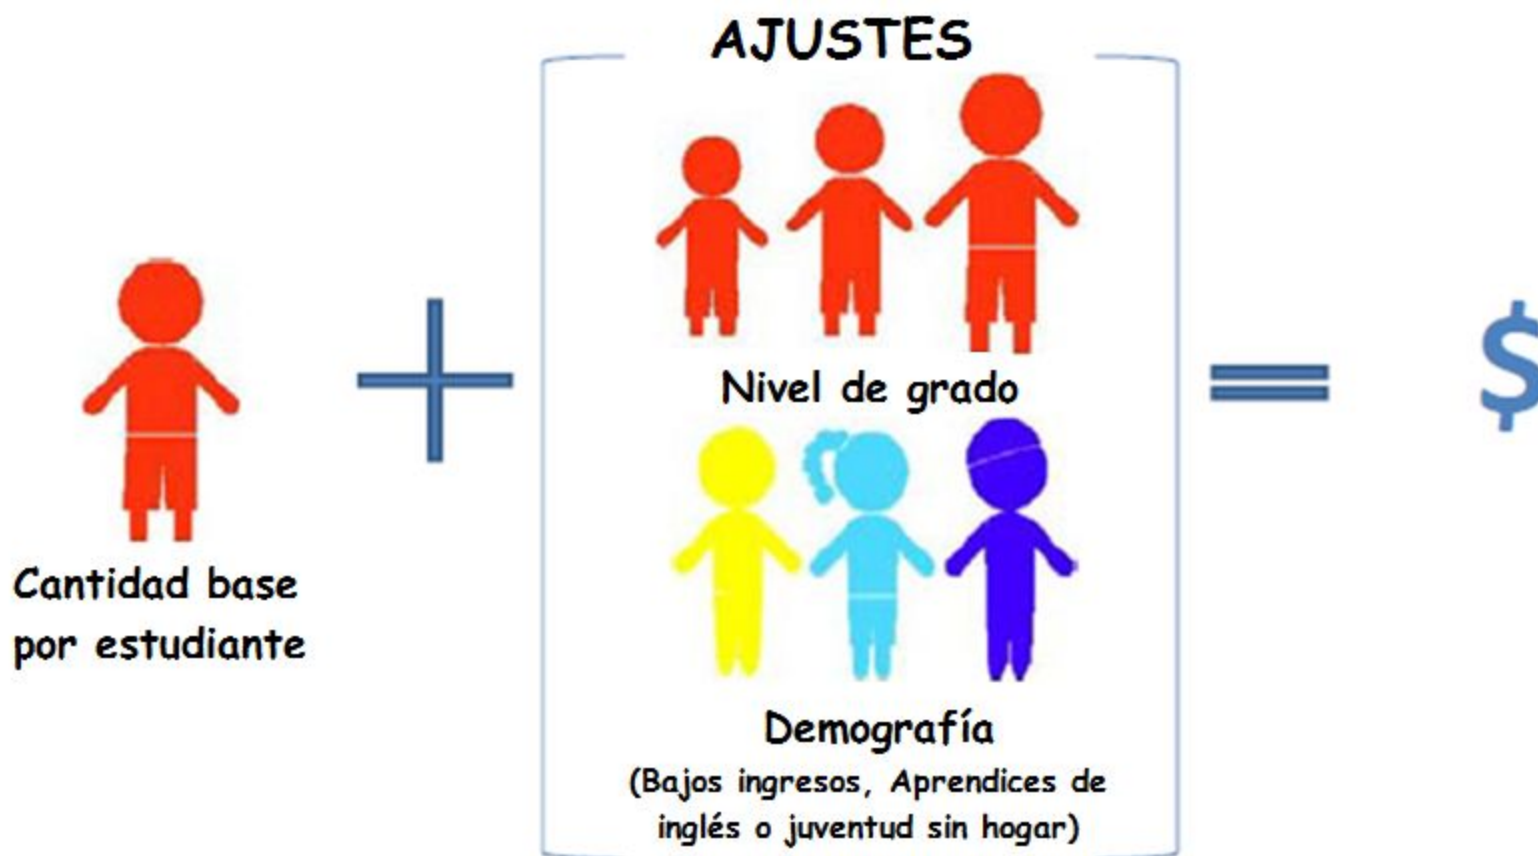 AJUSTES
Nivel de grado
Cantidad base
por estudiante
Demografía
(Bajos ingresos, Aprendices de
inglés o juventud sin hogar)
$